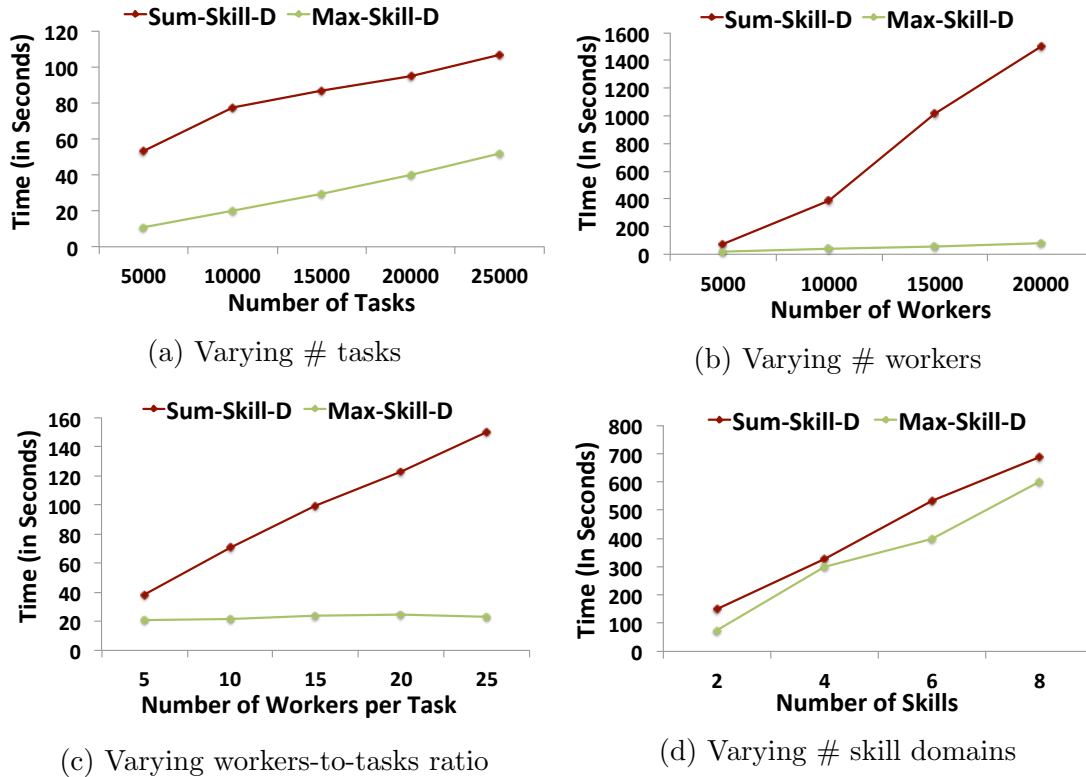 Sum-Skill-D Max-Skill-D
120
100
80
60
40
20
0
Time (in Seconds)
5000 10000 15000 20000 25000
Number of Tasks
(a) Varying # tasks
Sum-Skill-D Max-Skill-D
1600
1400
1200
1000
800
600
400
200
0
TIme (In Seconds)
5000 10000 15000 20000
Number of Workers
(b) Varying # workers
Sum-Skill-D Max-Skill-D
160
140
120
100
80
60
40
20
0
Time (in Seconds)
5 10 15 20 25
Number of Workers per Task
(c) Varying workers-to-tasks ratio
Sum-Skill-D Max-Skill-D
800
700
600
500
400
300
200
100
0
Time (In Seconds)
2 4 6 8
Number of Skills
(d) Varying # skill domains